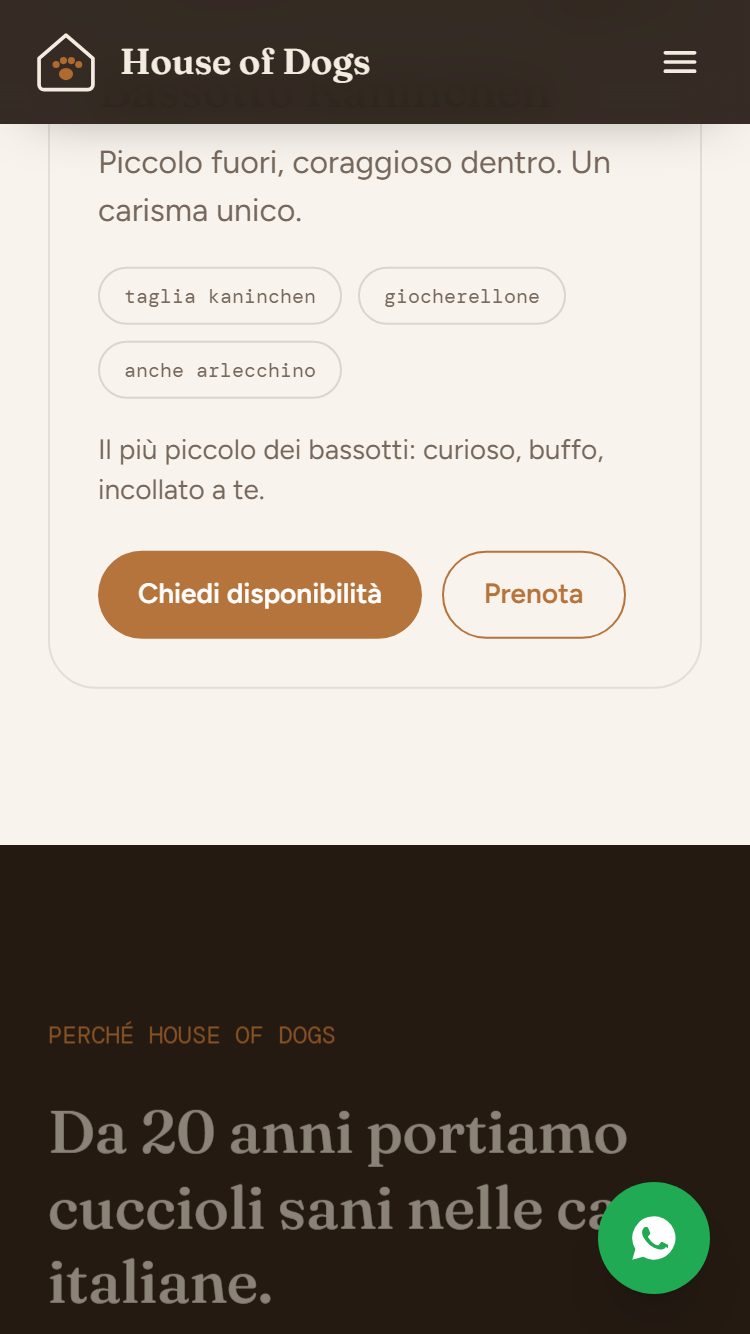 House of Dogs
Bassotto Kaninchen
Piccolo fuori, coraggioso dentro. Un
carisma unico.
taglia kaninchen
giocherellone
anche arlecchino
Il più piccolo dei bassotti: curioso, buffo,
incollato a te.
Chiedi disponibilità
Prenota
PERCHÉ HOUSE OF DOGS
Da 20 anni portiamo
cuccioli sani nelle
italiane.